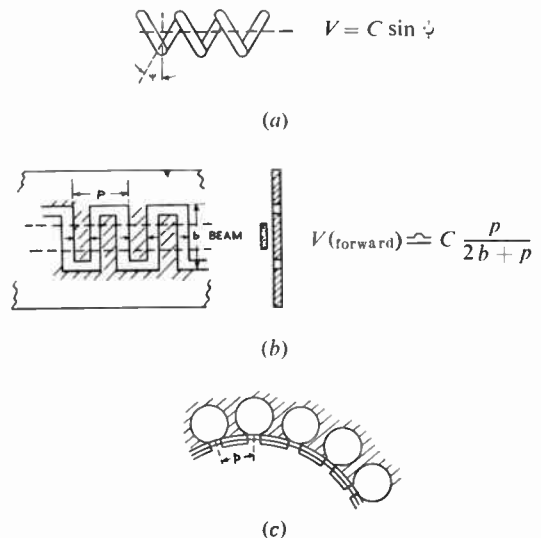 V = C sin ψ
ψ
(a)
p
b BEAM
V(forward) ≏ C p / 2b + p
(b)
p
(c)